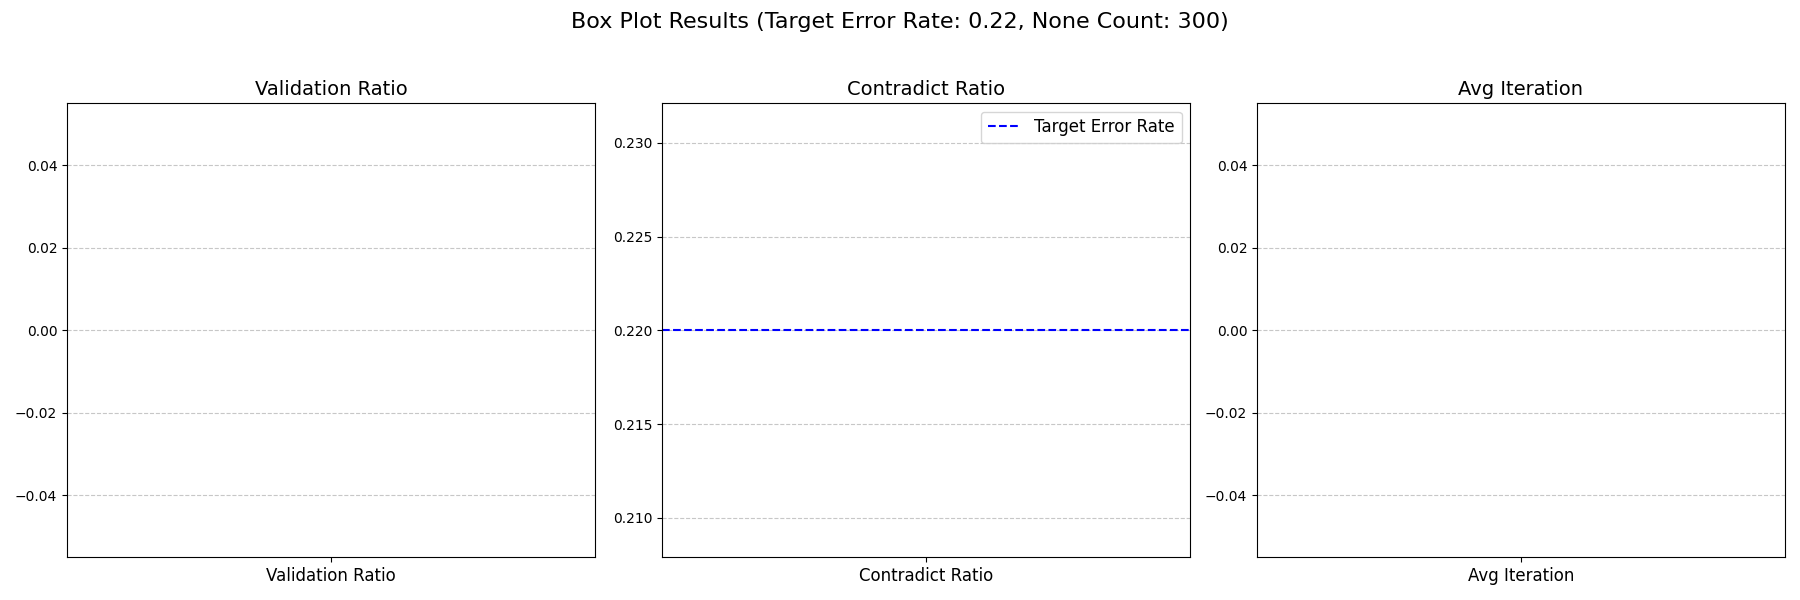 Box Plot Results (Target Error Rate: 0.22, None Count: 300)
Validation Ratio
0.04
0.02
0.00
−0.02
−0.04
Validation Ratio
Contradict Ratio
Target Error Rate
0.230
0.225
0.220
0.215
0.210
Contradict Ratio
Avg Iteration
0.04
0.02
0.00
−0.02
−0.04
Avg Iteration